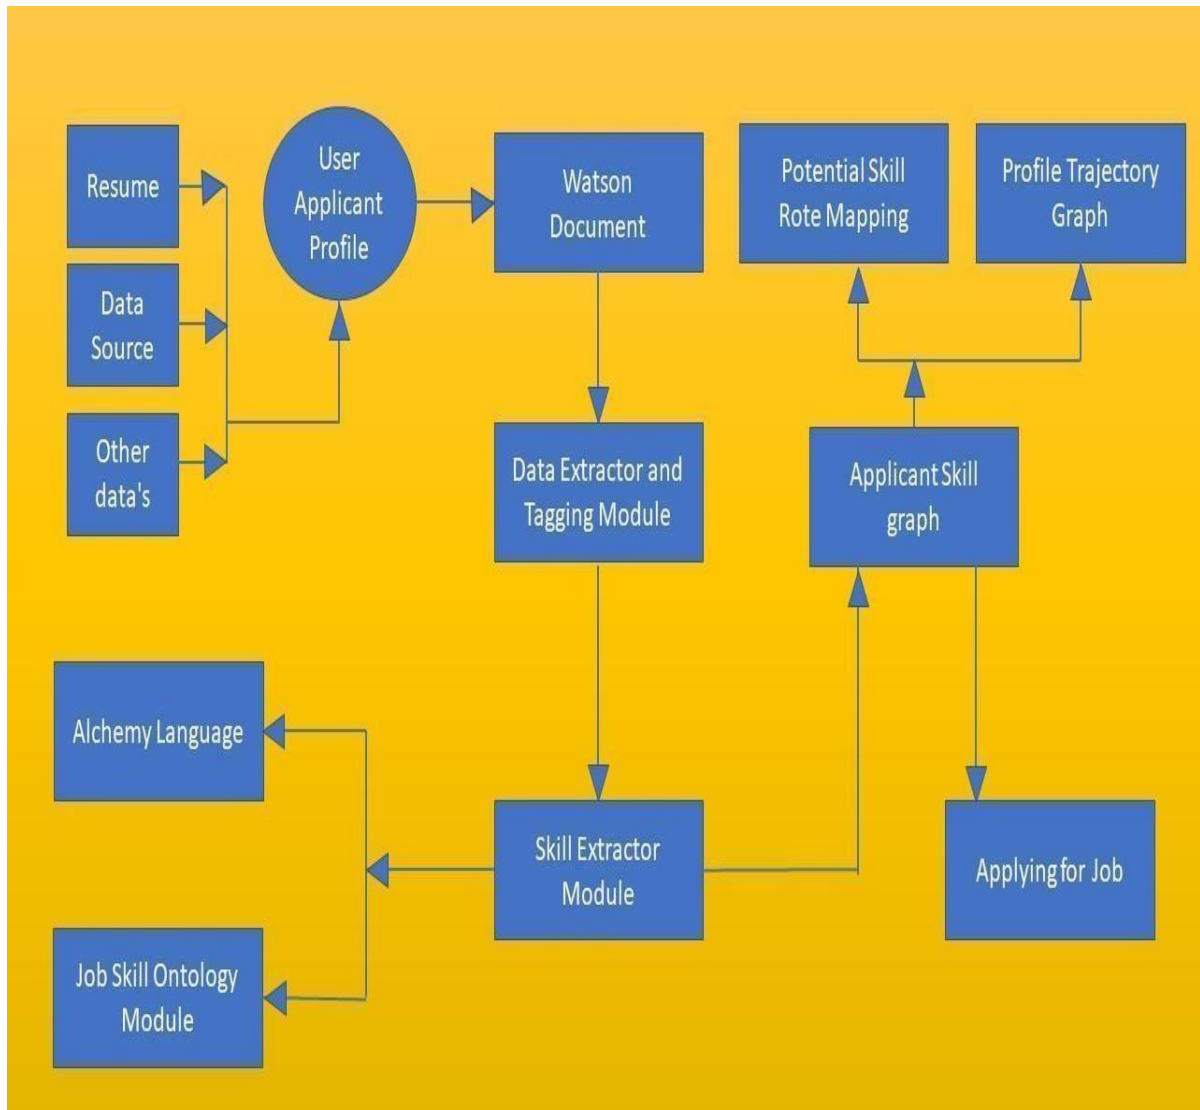 Resume
Data
Source
Other
data's
User
Applicant
Profile
Watson
Document
Potential Skill
Rote Mapping
Profile Trajectory
Graph
Data Extractor and
Tagging Module
Applicant Skill
graph
Alchemy Language
Skill Extractor
Module
Applying for Job
Job Skill Ontology
Module